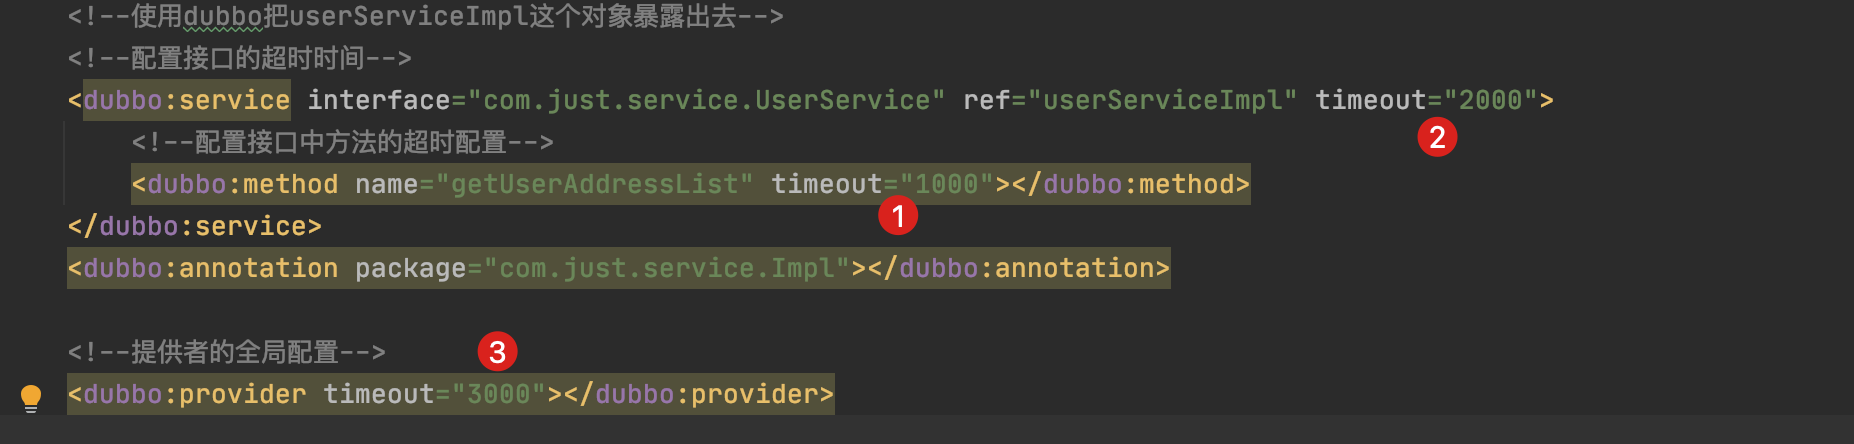 <!--使用dubbo把userServiceImpl这个对象暴露出去-->
<!--配置接口的超时时间-->
<dubbo:service interface="com.just.service.UserService" ref="userServiceImpl" timeout="2000">
2
<!--配置接口中方法的超时配置-->
<dubbo:method name="getUserAddressList" timeout="1000"></dubbo:method>
1
</dubbo:service>
<dubbo:annotation package="com.just.service.Impl"></dubbo:annotation>
<!--提供者的全局配置--> 3
<dubbo:provider timeout="3000"></dubbo:provider>